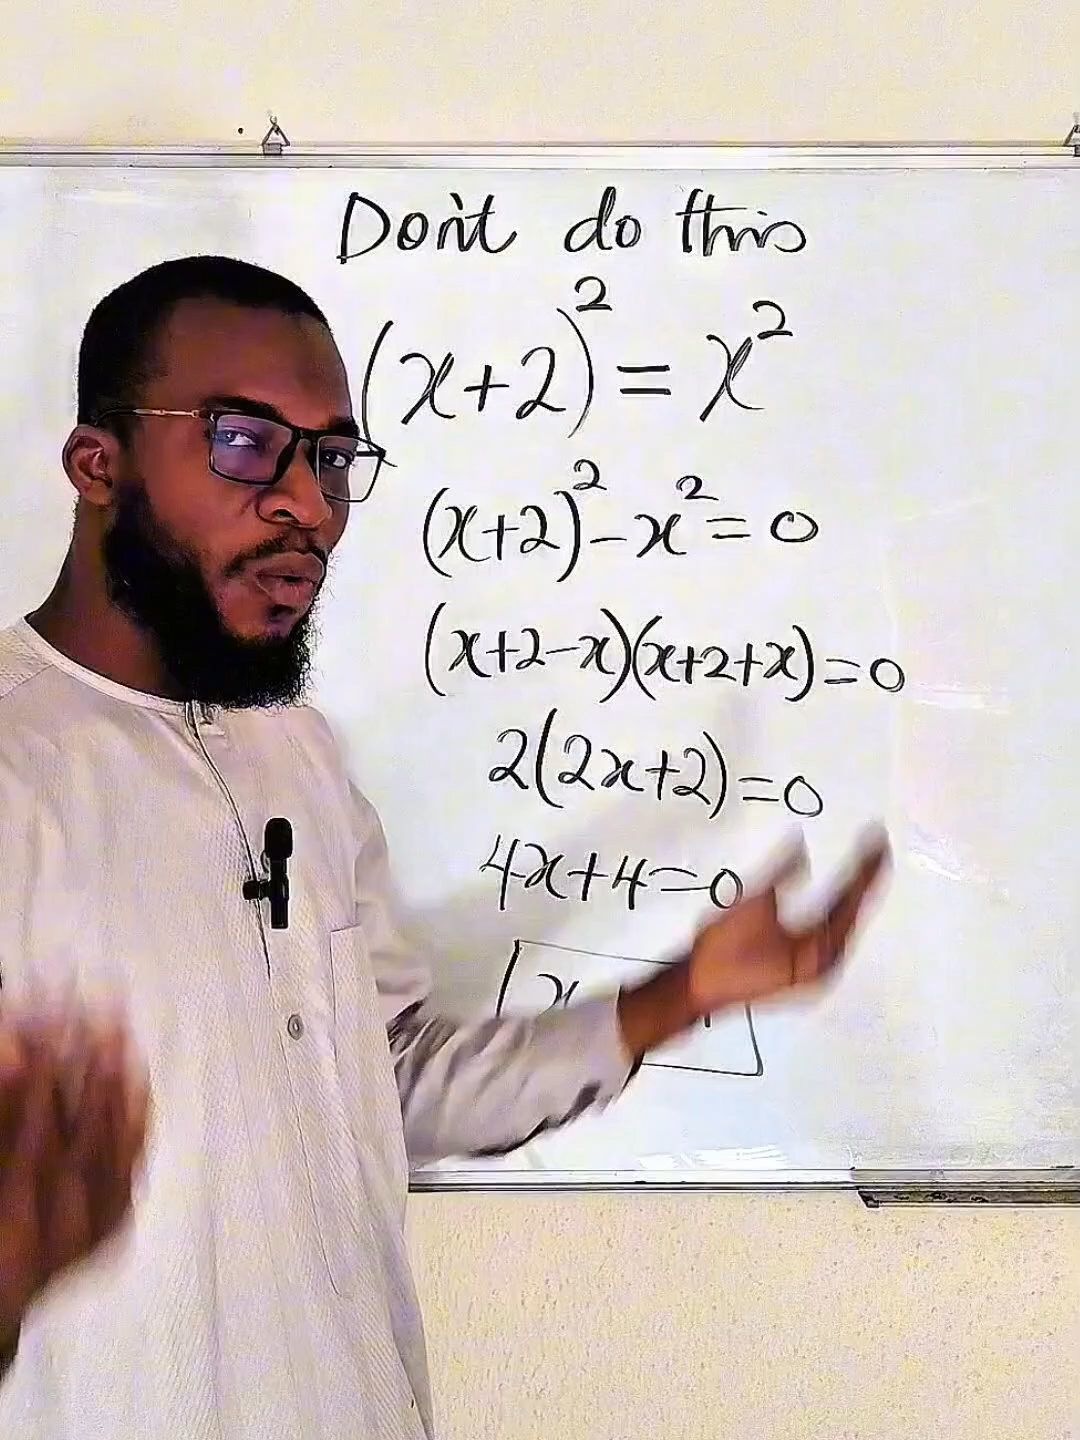 Don't do this
(x+2)² = x²
(x+2)² - x² = 0
(x+2-x)(x+2+x) = 0
2(2x+2) = 0
4x+4 = 0
x